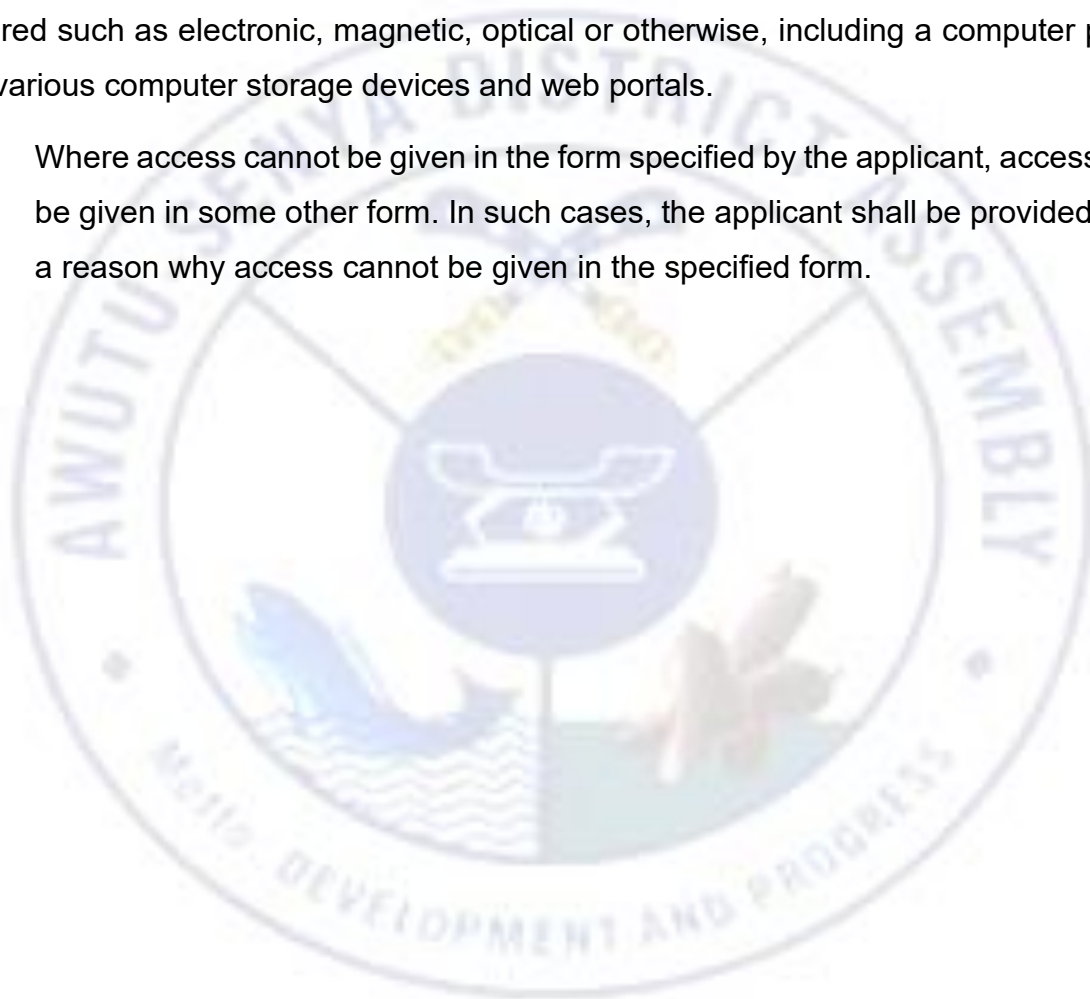 red such as electronic, magnetic, optical or otherwise, including a computer p
various computer storage devices and web portals.
Where access cannot be given in the form specified by the applicant, access
be given in some other form. In such cases, the applicant shall be provided
a reason why access cannot be given in the specified form.
AWUTU SENYA DISTRICT ASSEMBLY
Motto. DEVELOPMENT AND PROGRESS